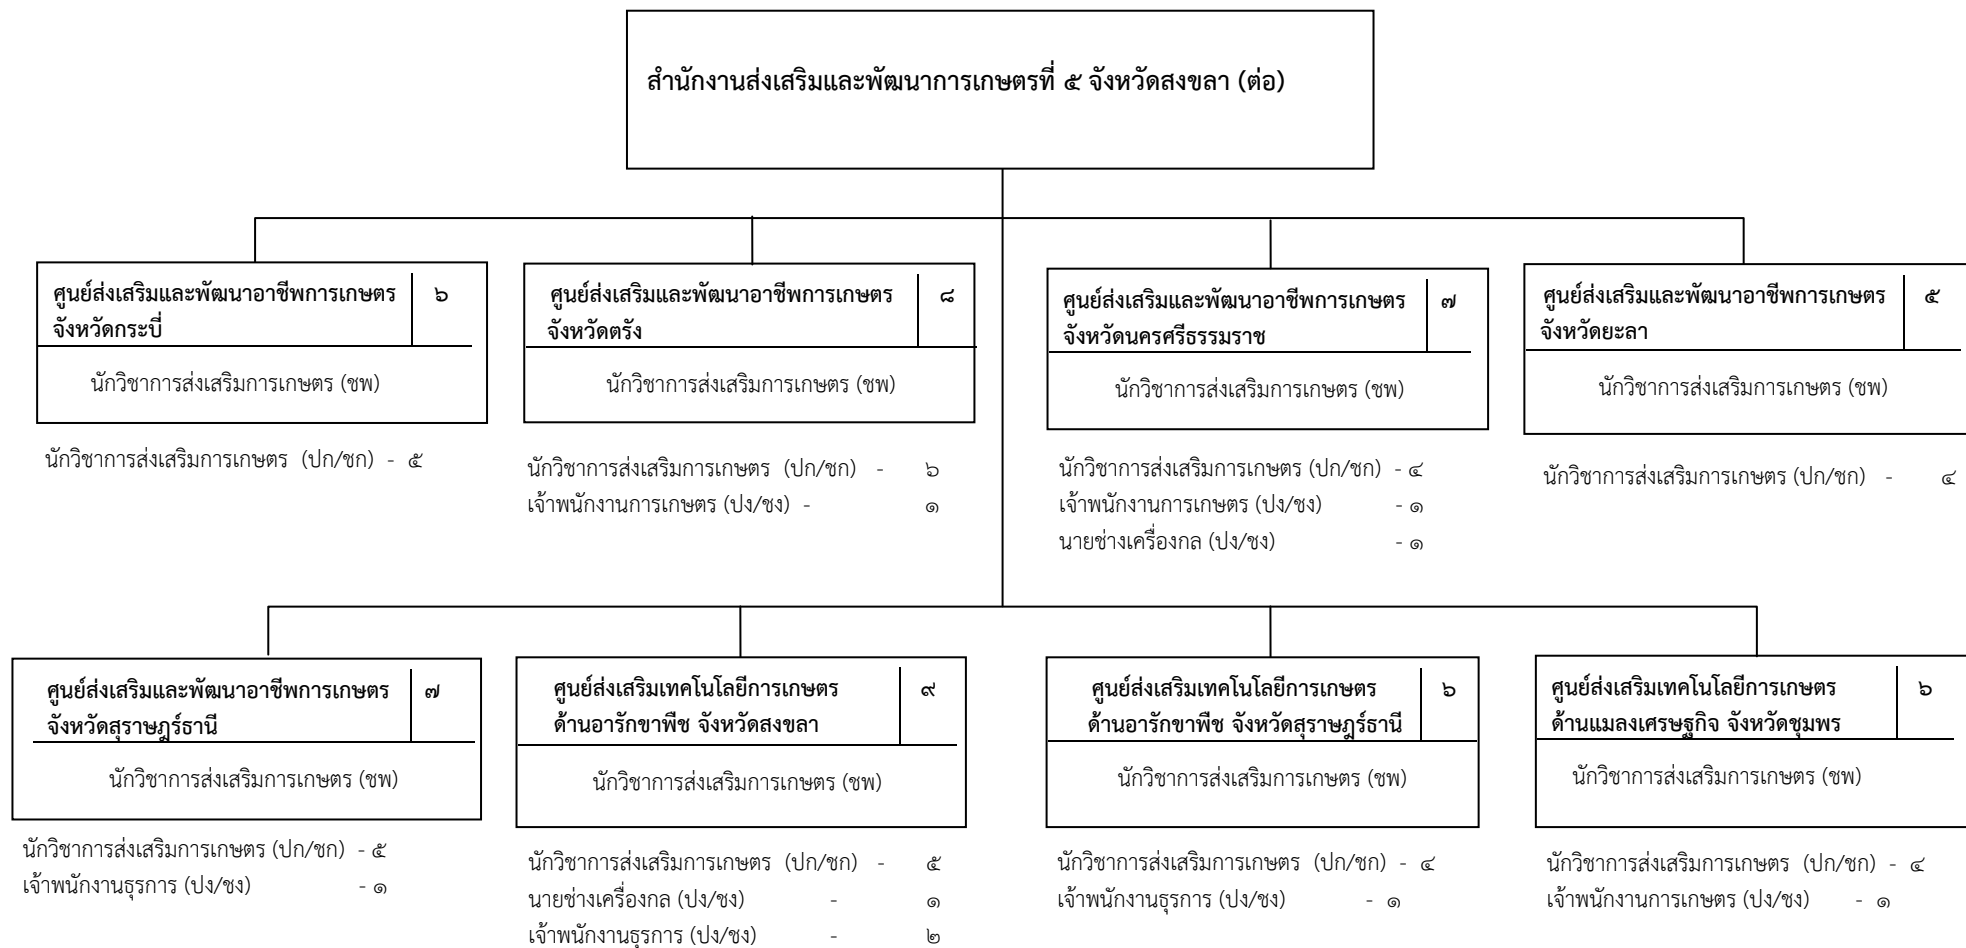 สำนักงานส่งเสริมและพัฒนาการเกษตรที่ ๕ จังหวัดสงขลา (ต่อ)
ศูนย์ส่งเสริมและพัฒนาอาชีพการเกษตร ๖
จังหวัดกระบี่
นักวิชาการส่งเสริมการเกษตร (ชพ)
นักวิชาการส่งเสริมการเกษตร (ปก/ชก) - ๕
ศูนย์ส่งเสริมและพัฒนาอาชีพการเกษตร ๘
จังหวัดตรัง
นักวิชาการส่งเสริมการเกษตร (ชพ)
นักวิชาการส่งเสริมการเกษตร (ปก/ชก) - ๖
เจ้าพนักงานการเกษตร (ปง/ชง) - ๑
ศูนย์ส่งเสริมและพัฒนาอาชีพการเกษตร ๗
จังหวัดนครศรีธรรมราช
นักวิชาการส่งเสริมการเกษตร (ชพ)
นักวิชาการส่งเสริมการเกษตร (ปก/ชก) - ๔
เจ้าพนักงานการเกษตร (ปง/ชง) - ๑
นายช่างเครื่องกล (ปง/ชง) - ๑
ศูนย์ส่งเสริมและพัฒนาอาชีพการเกษตร ๕
จังหวัดยะลา
นักวิชาการส่งเสริมการเกษตร (ชพ)
นักวิชาการส่งเสริมการเกษตร (ปก/ชก) - ๔
ศูนย์ส่งเสริมและพัฒนาอาชีพการเกษตร ๗
จังหวัดสุราษฎร์ธานี
นักวิชาการส่งเสริมการเกษตร (ชพ)
นักวิชาการส่งเสริมการเกษตร (ปก/ชก) - ๕
เจ้าพนักงานธุรการ (ปง/ชง) - ๑
ศูนย์ส่งเสริมเทคโนโลยีการเกษตร ๙
ด้านอารักขาพืช จังหวัดสงขลา
นักวิชาการส่งเสริมการเกษตร (ชพ)
นักวิชาการส่งเสริมการเกษตร (ปก/ชก) - ๕
นายช่างเครื่องกล (ปง/ชง) - ๑
เจ้าพนักงานธุรการ (ปง/ชง) - ๒
ศูนย์ส่งเสริมเทคโนโลยีการเกษตร ๖
ด้านอารักขาพืช จังหวัดสุราษฎร์ธานี
นักวิชาการส่งเสริมการเกษตร (ชพ)
นักวิชาการส่งเสริมการเกษตร (ปก/ชก) - ๔
เจ้าพนักงานธุรการ (ปง/ชง) - ๑
ศูนย์ส่งเสริมเทคโนโลยีการเกษตร ๖
ด้านแมลงเศรษฐกิจ จังหวัดชุมพร
นักวิชาการส่งเสริมการเกษตร (ชพ)
นักวิชาการส่งเสริมการเกษตร (ปก/ชก) - ๔
เจ้าพนักงานการเกษตร (ปง/ชง) - ๑